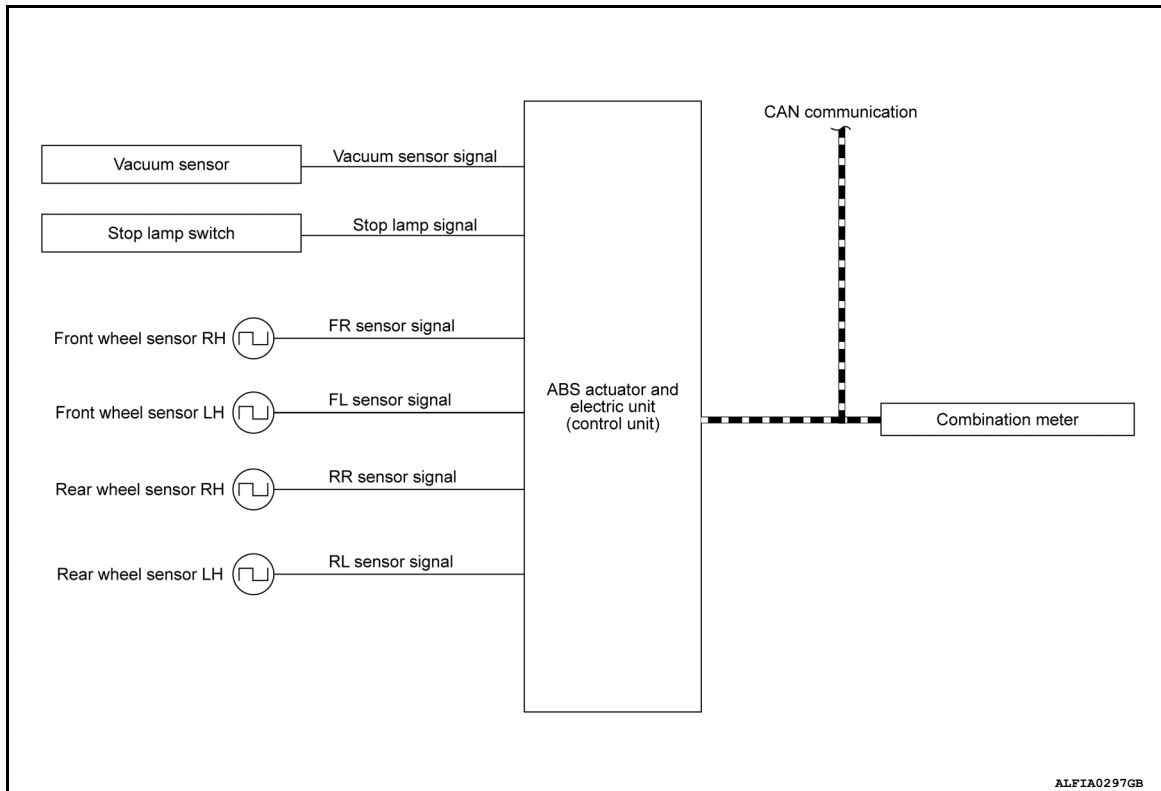 CAN communication
Vacuum sensor
Vacuum sensor signal
Stop lamp switch
Stop lamp signal
Front wheel sensor RH
FR sensor signal
Front wheel sensor LH
FL sensor signal
ABS actuator and
electric unit
(control unit)
Combination meter
Rear wheel sensor RH
RR sensor signal
Rear wheel sensor LH
RL sensor signal
ALFIA0297GB